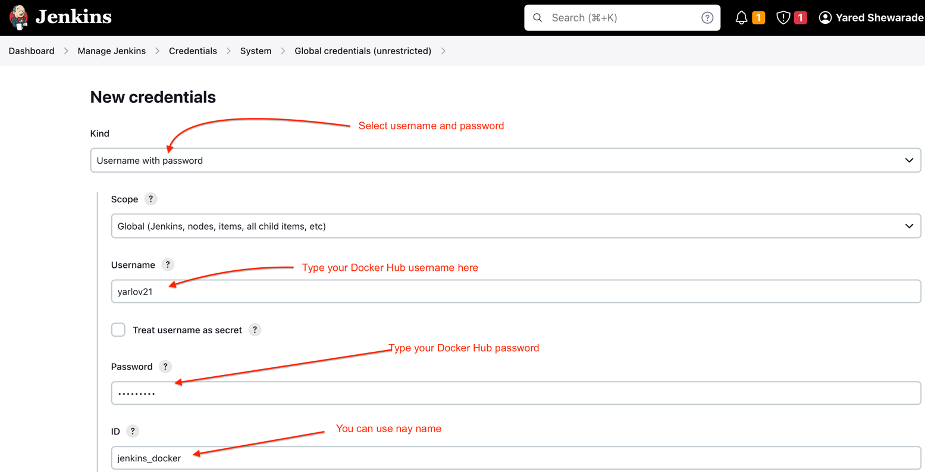 Jenkins
Search (⌘+K) ? 1 1 Yared Shewarade
Dashboard > Manage Jenkins > Credentials > System > Global credentials (unrestricted) >
New credentials
Select username and password
Kind
Username with password
Scope ?
Global (Jenkins, nodes, items, all child items, etc)
Username ?
Type your Docker Hub username here
yarlov21
Treat username as secret ?
Type your Docker Hub password
Password ?
•••••••••
You can use nay name
ID ?
jenkins_docker